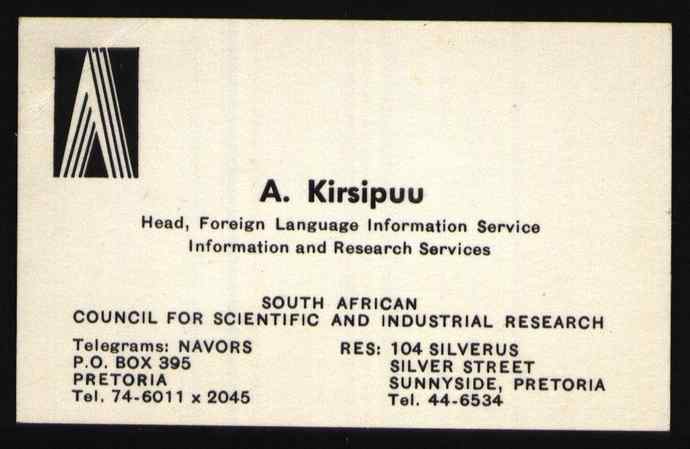 A. Kirsipuu
Head, Foreign Language Information Service
Information and Research Services
SOUTH AFRICAN
COUNCIL FOR SCIENTIFIC AND INDUSTRIAL RESEARCH
Telegrams: NAVORS
P.O. BOX 395
PRETORIA
Tel. 74-6011 x 2045
RES: 104 SILVERUS
SILVER STREET
SUNNYSIDE, PRETORIA
Tel. 44-6534